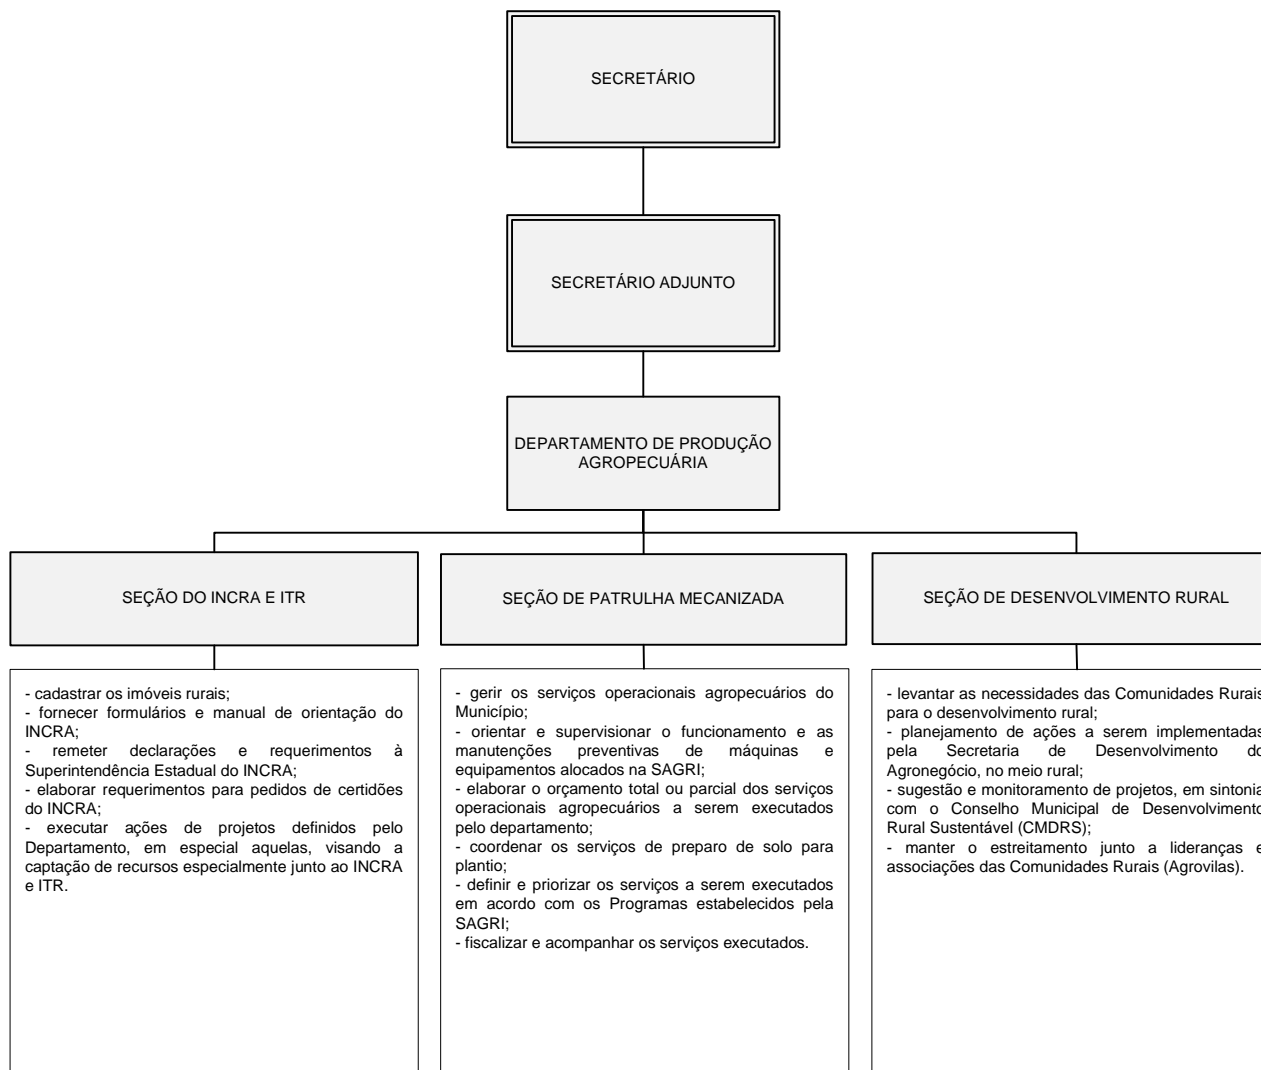 SECRETÁRIO
SECRETÁRIO ADJUNTO
DEPARTAMENTO DE PRODUÇÃO
AGROPECUÁRIA
SEÇÃO DO INCRA E ITR
- cadastrar os imóveis rurais;
- fornecer formulários e manual de orientação do
INCRA;
- remeter declarações e requerimentos à
Superintendência Estadual do INCRA;
- elaborar requerimentos para pedidos de certidões
do INCRA;
- executar ações de projetos definidos pelo
Departamento, em especial aquelas, visando a
captação de recursos especialmente junto ao INCRA
e ITR.
SEÇÃO DE PATRULHA MECANIZADA
- gerir os serviços operacionais agropecuários do
Município;
- orientar e supervisionar o funcionamento e as
manutenções preventivas de máquinas e
equipamentos alocados na SAGRI;
- elaborar o orçamento total ou parcial dos serviços
operacionais agropecuários a serem executados
pelo departamento;
- coordenar os serviços de preparo de solo para
plantio;
- definir e priorizar os serviços a serem executados
em acordo com os Programas estabelecidos pela
SAGRI;
- fiscalizar e acompanhar os serviços executados.
SEÇÃO DE DESENVOLVIMENTO RURAL
- levantar as necessidades das Comunidades Rurais
para o desenvolvimento rural;
- planejamento de ações a serem implementadas
pela Secretaria de Desenvolvimento do
Agronegócio, no meio rural;
- sugestão e monitoramento de projetos, em sintonia
com o Conselho Municipal de Desenvolvimento
Rural Sustentável (CMDRS);
- manter o estreitamento junto a lideranças e
associações das Comunidades Rurais (Agrovilas).